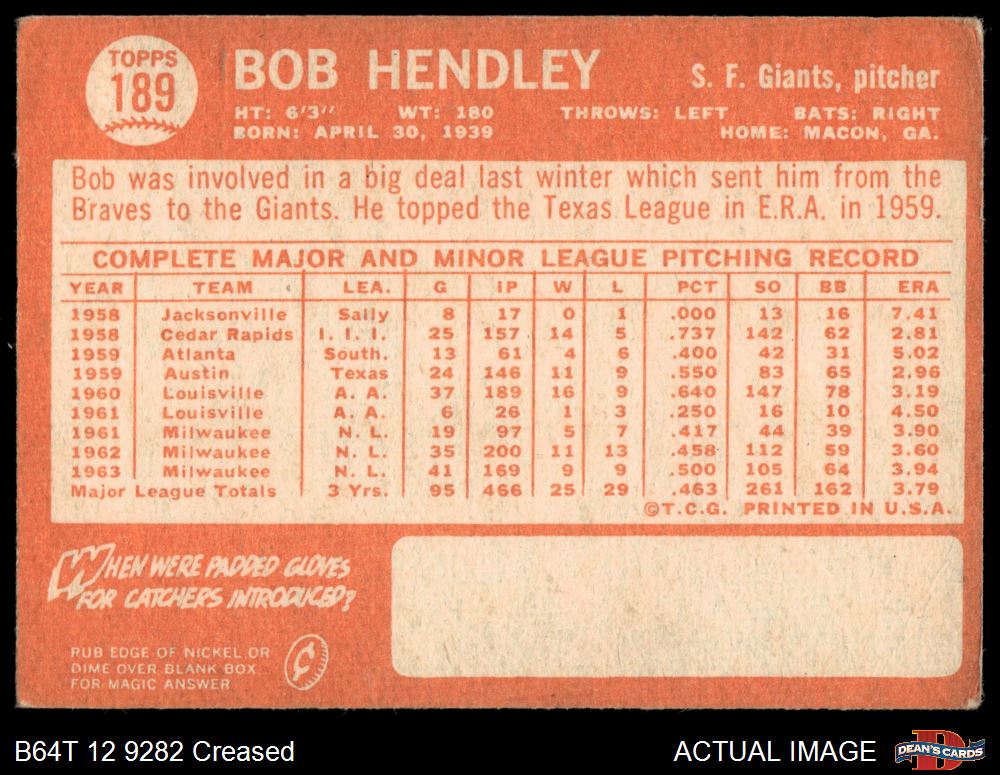 TOPPS
189
BOB HENDLEY
S. F. Giants, pitcher
HT: 6'3" WT: 180 THROWS: LEFT BATS: RIGHT
BORN: APRIL 30, 1939 HOME: MACON, GA.
Bob was involved in a big deal last winter which sent him from the
Braves to the Giants. He topped the Texas League in E.R.A. in 1959.
COMPLETE MAJOR AND MINOR LEAGUE PITCHING RECORD
YEAR TEAM LEA. G IP W L PCT SO BB ERA
1958 Jacksonville Sally 8 17 0 1 .000 13 16 7.41
1958 Cedar Rapids I. I. I. 25 157 14 5 .737 142 62 2.81
1959 Atlanta South. 13 61 4 6 .400 42 31 5.02
1959 Austin Texas 24 146 11 9 .550 83 65 2.96
1960 Louisville A. A. 37 189 16 9 .640 147 78 3.19
1961 Louisville A. A. 6 26 1 3 .250 16 10 4.50
1961 Milwaukee N. L. 19 97 5 7 .417 44 39 3.90
1962 Milwaukee N. L. 35 200 11 13 .458 112 59 3.60
1963 Milwaukee N. L. 41 169 9 9 .500 105 64 3.94
Major League Totals 3 Yrs. 95 466 25 29 .463 261 162 3.79
©T.C.G. PRINTED IN U.S.A.
WHEN WERE PADDED GLOVES
FOR CATCHERS INTRODUCED?
RUB EDGE OF NICKEL OR
DIME OVER BLANK BOX
FOR MAGIC ANSWER
¢
B64T 12 9282 Creased
ACTUAL IMAGE
D
DEAN'S CARDS